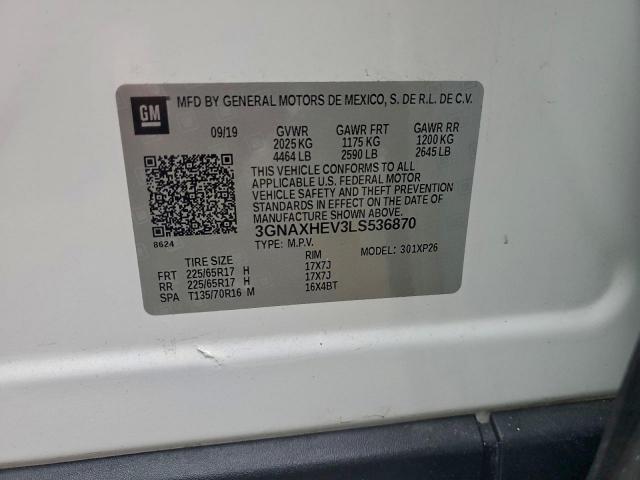 GM MFD BY GENERAL MOTORS DE MEXICO, S. DE R.L. DE C.V.
09/19 GVWR GAWR FRT GAWR RR
2025 KG 1175 KG 1200 KG
4464 LB 2590 LB 2645 LB
THIS VEHICLE CONFORMS TO ALL
APPLICABLE U.S. FEDERAL MOTOR
VEHICLE SAFETY AND THEFT PREVENTION
STANDARDS IN EFFECT ON THE DATE OF
MANUFACTURE SHOWN ABOVE.
3GNAXHEV3LS536870
8624 TYPE: M.P.V. MODEL: 301XP26
TIRE SIZE RIM
FRT 225/65R17 H 17X7J
RR 225/65R17 H 17X7J
SPA T135/70R16 M 16X4BT